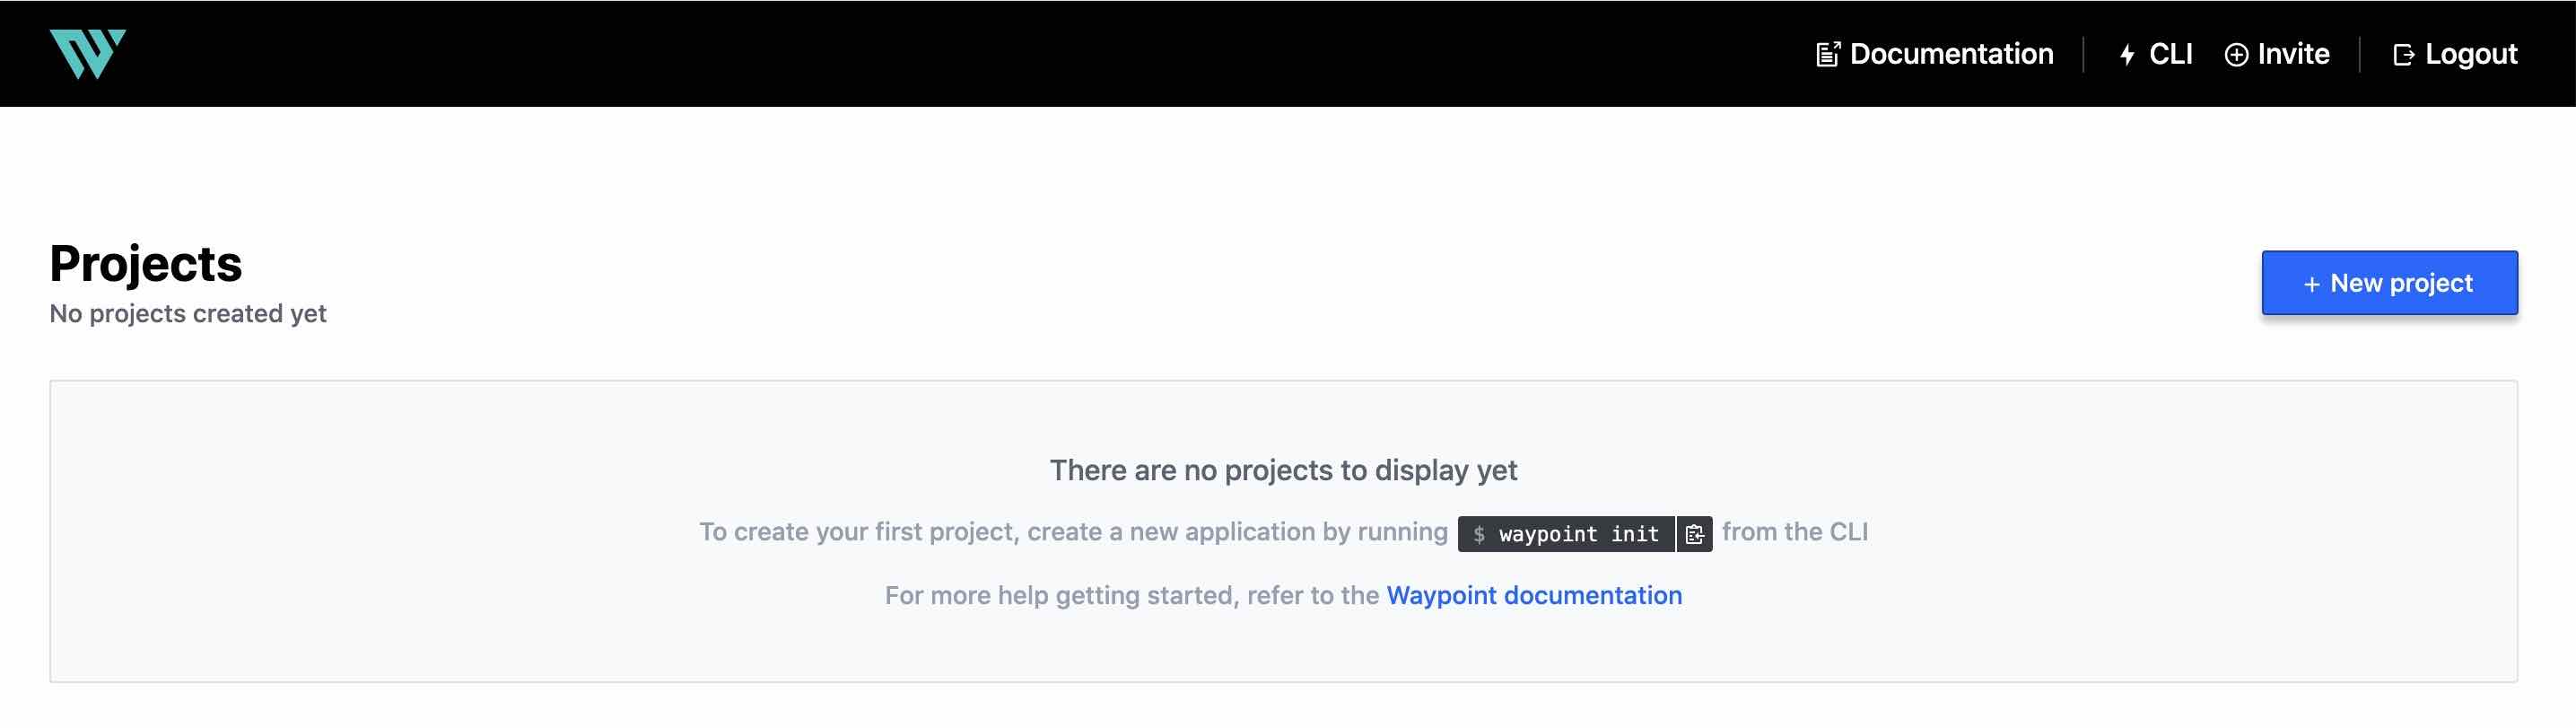 Documentation CLI Invite Logout
Projects
No projects created yet
+ New project
There are no projects to display yet
To create your first project, create a new application by running $ waypoint init from the CLI
For more help getting started, refer to the Waypoint documentation